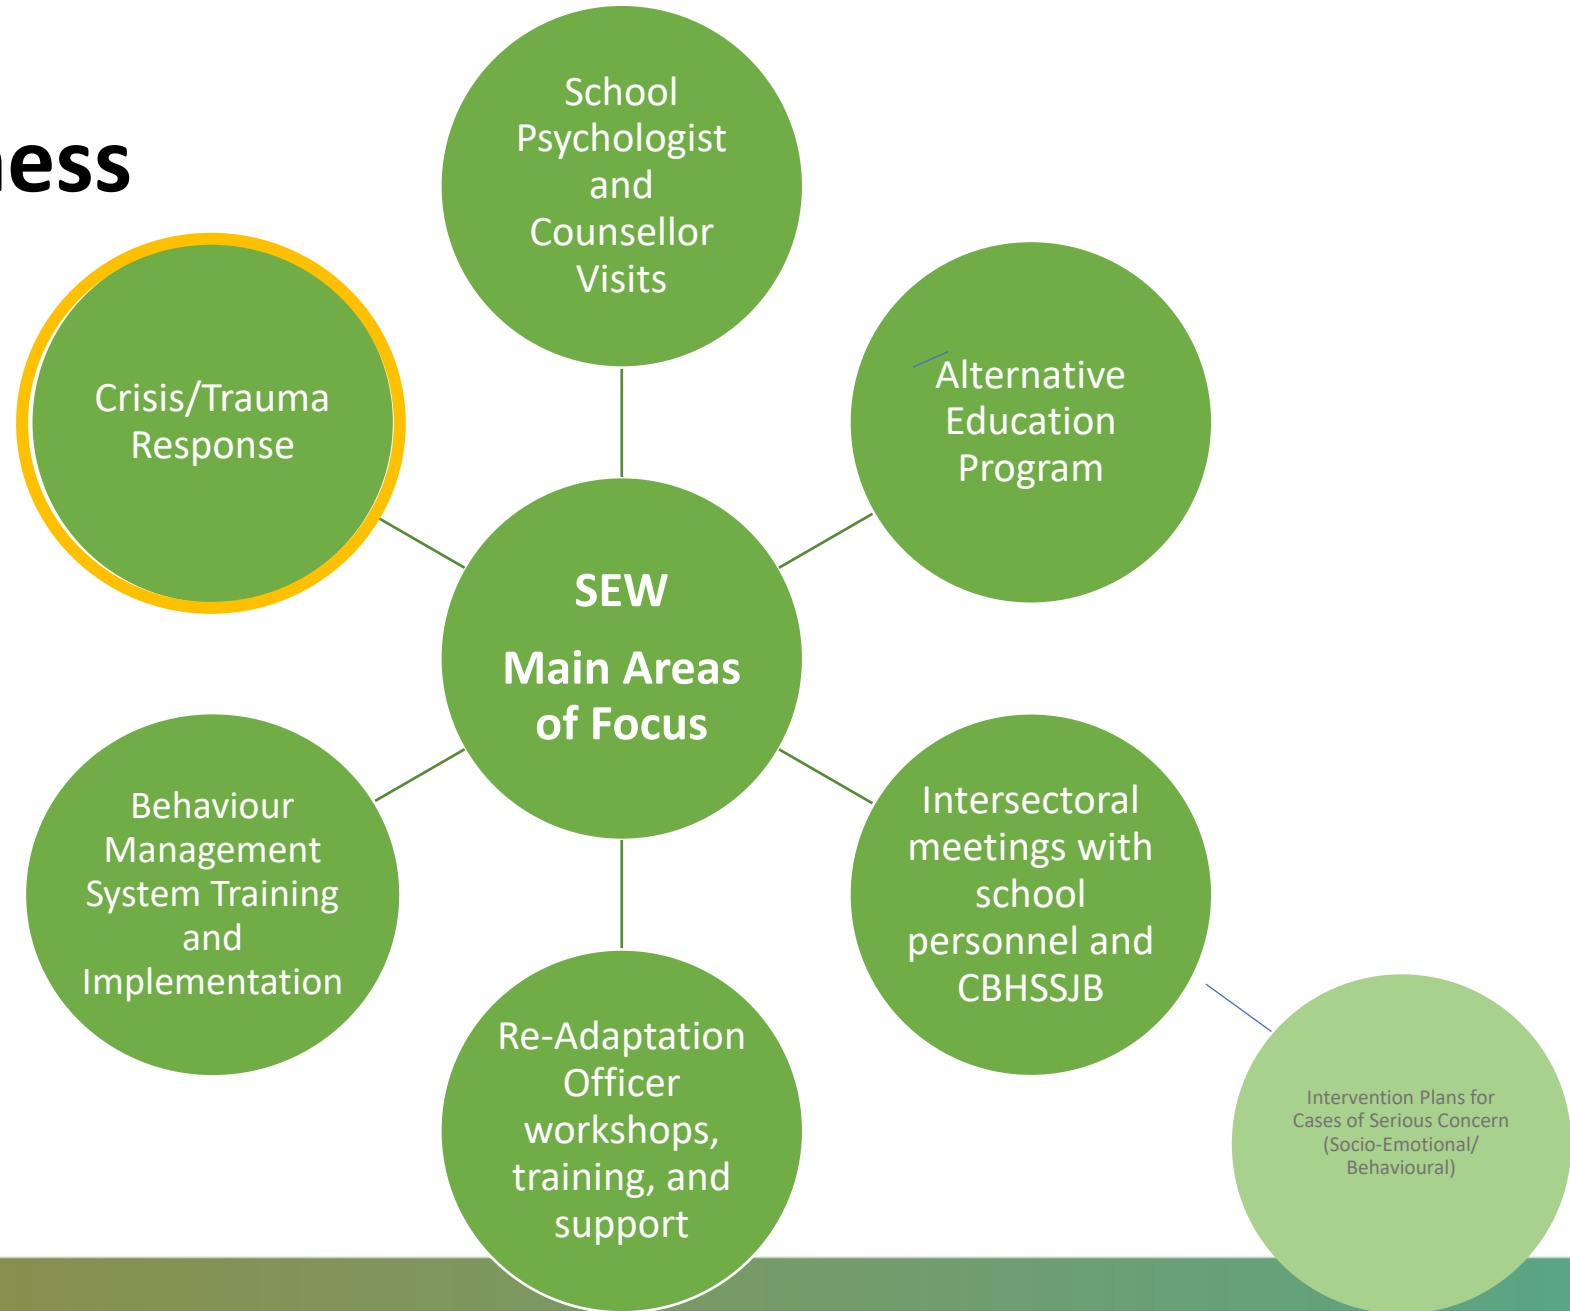 ness
School
Psychologist
and
Counsellor
Visits
Crisis/Trauma
Response
Alternative
Education
Program
SEW
Main Areas
of Focus
Behaviour
Management
System Training
and
Implementation
Intersectoral
meetings with
school
personnel and
CBHSSJB
Re-Adaptation
Officer
workshops,
training, and
support
Intervention Plans for
Cases of Serious Concern
(Socio-Emotional/
Behavioural)